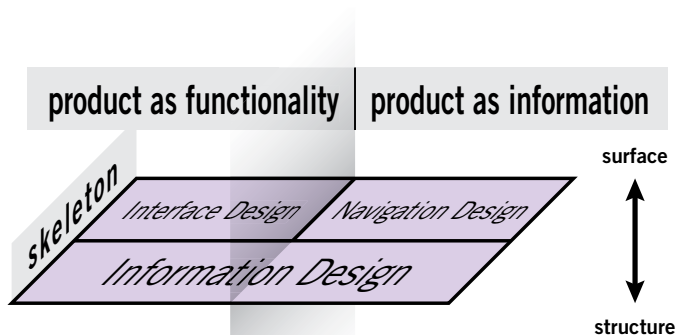 product as functionality
product as information
surface
skeleton
Interface Design
Navigation Design
Information Design
structure